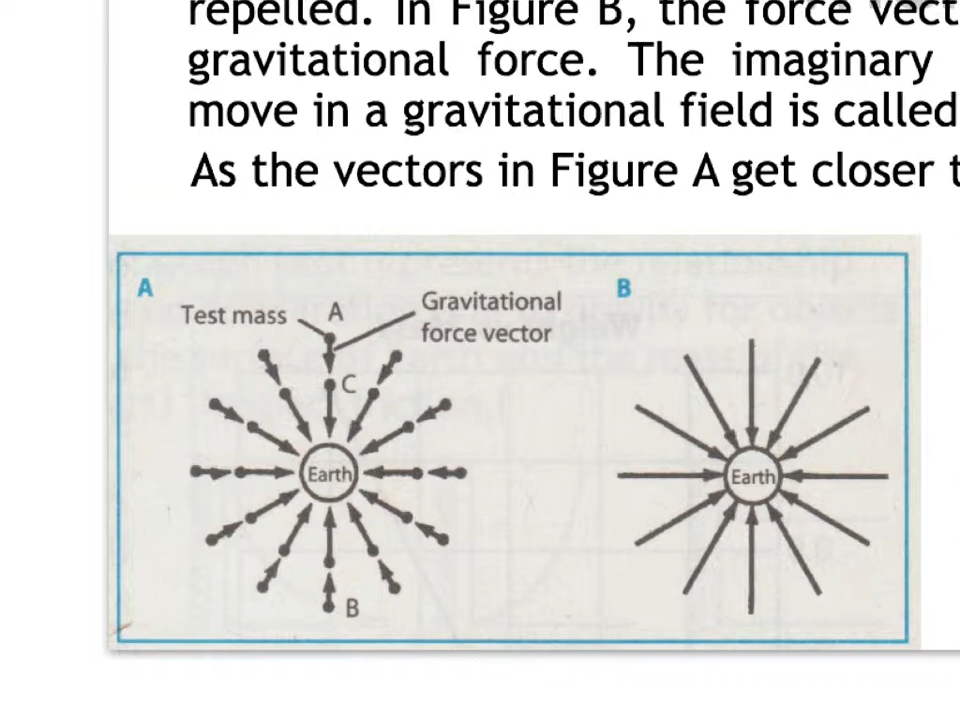 repelled. In Figure B, the force vect
gravitational force. The imaginary
move in a gravitational field is called
As the vectors in Figure A get closer t
A
B
Test mass
A
Gravitational
force vector
C
Earth
Earth
B